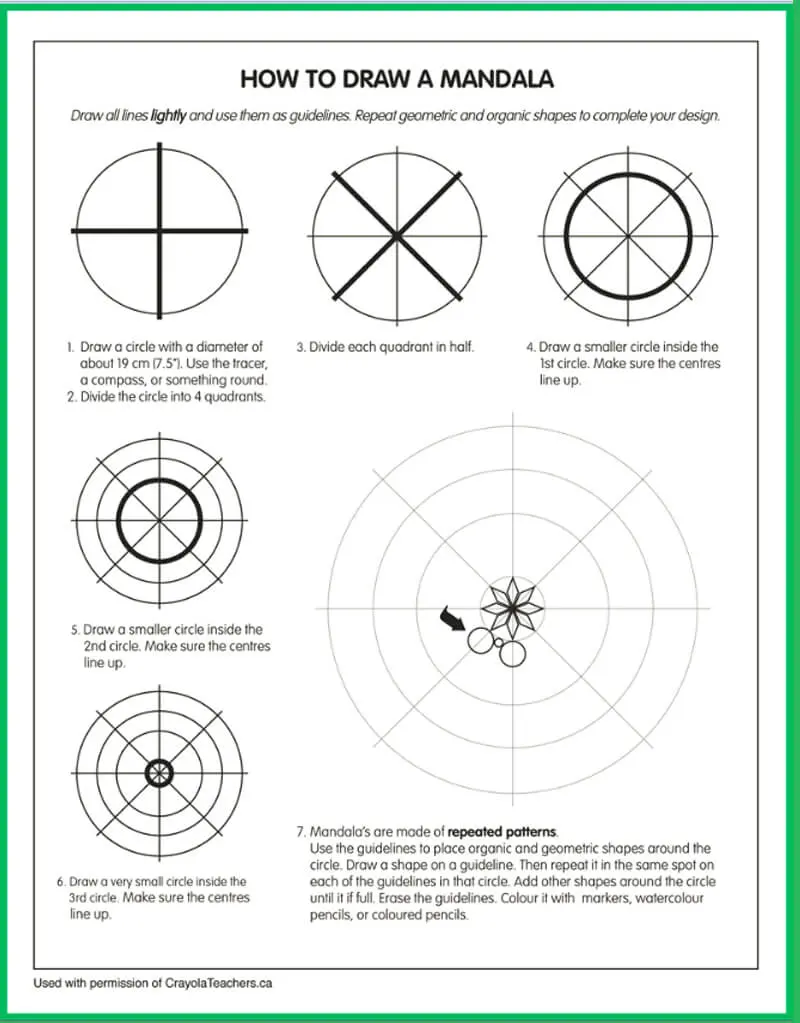 HOW TO DRAW A MANDALA
Draw all lines lightly and use them as guidelines. Repeat geometric and organic shapes to complete your design.
1. Draw a circle with a diameter of
about 19 cm (7.5"). Use the tracer,
a compass, or something round.
2. Divide the circle into 4 quadrants.
3. Divide each quadrant in half.
4. Draw a smaller circle inside the
1st circle. Make sure the centres
line up.
5. Draw a smaller circle inside the
2nd circle. Make sure the centres
line up.
6. Draw a very small circle inside the
3rd circle. Make sure the centres
line up.
7. Mandala's are made of repeated patterns.
Use the guidelines to place organic and geometric shapes around the
circle. Draw a shape on a guideline. Then repeat it in the same spot on
each of the guidelines in that circle. Add other shapes around the circle
until it if full. Erase the guidelines. Colour it with markers, watercolour
pencils, or coloured pencils.
Used with permission of CrayolaTeachers.ca